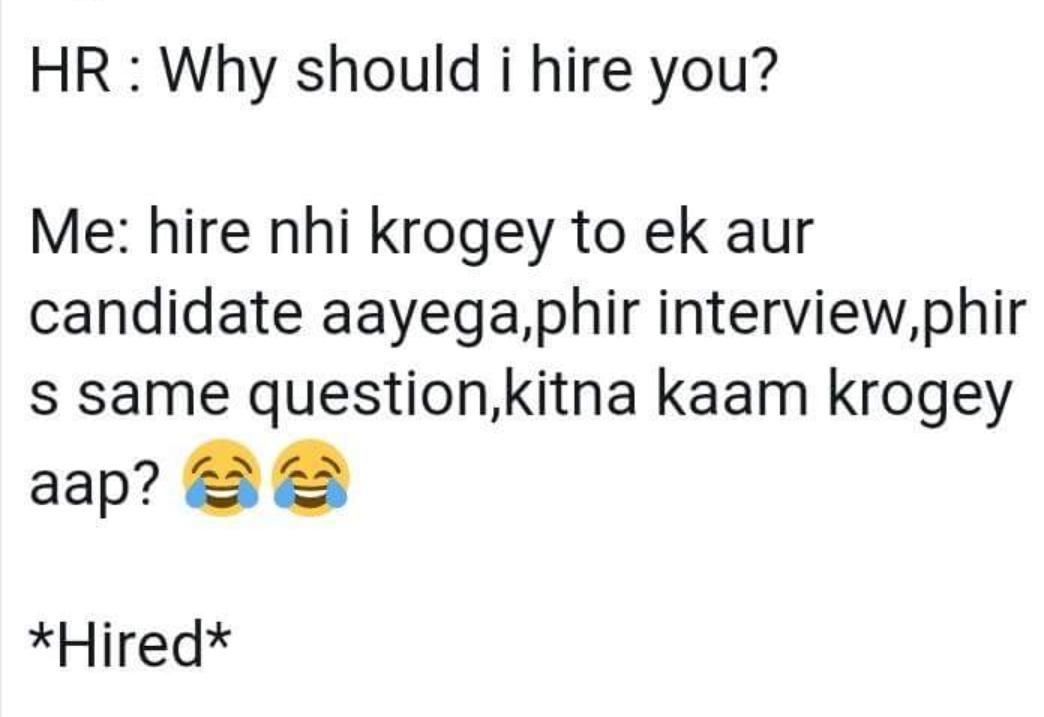 HR : Why should i hire you?
Me: hire nhi krogey to ek aur
candidate aayega,phir interview,phir
s same question,kitna kaam krogey
aap? 😂😂
*Hired*